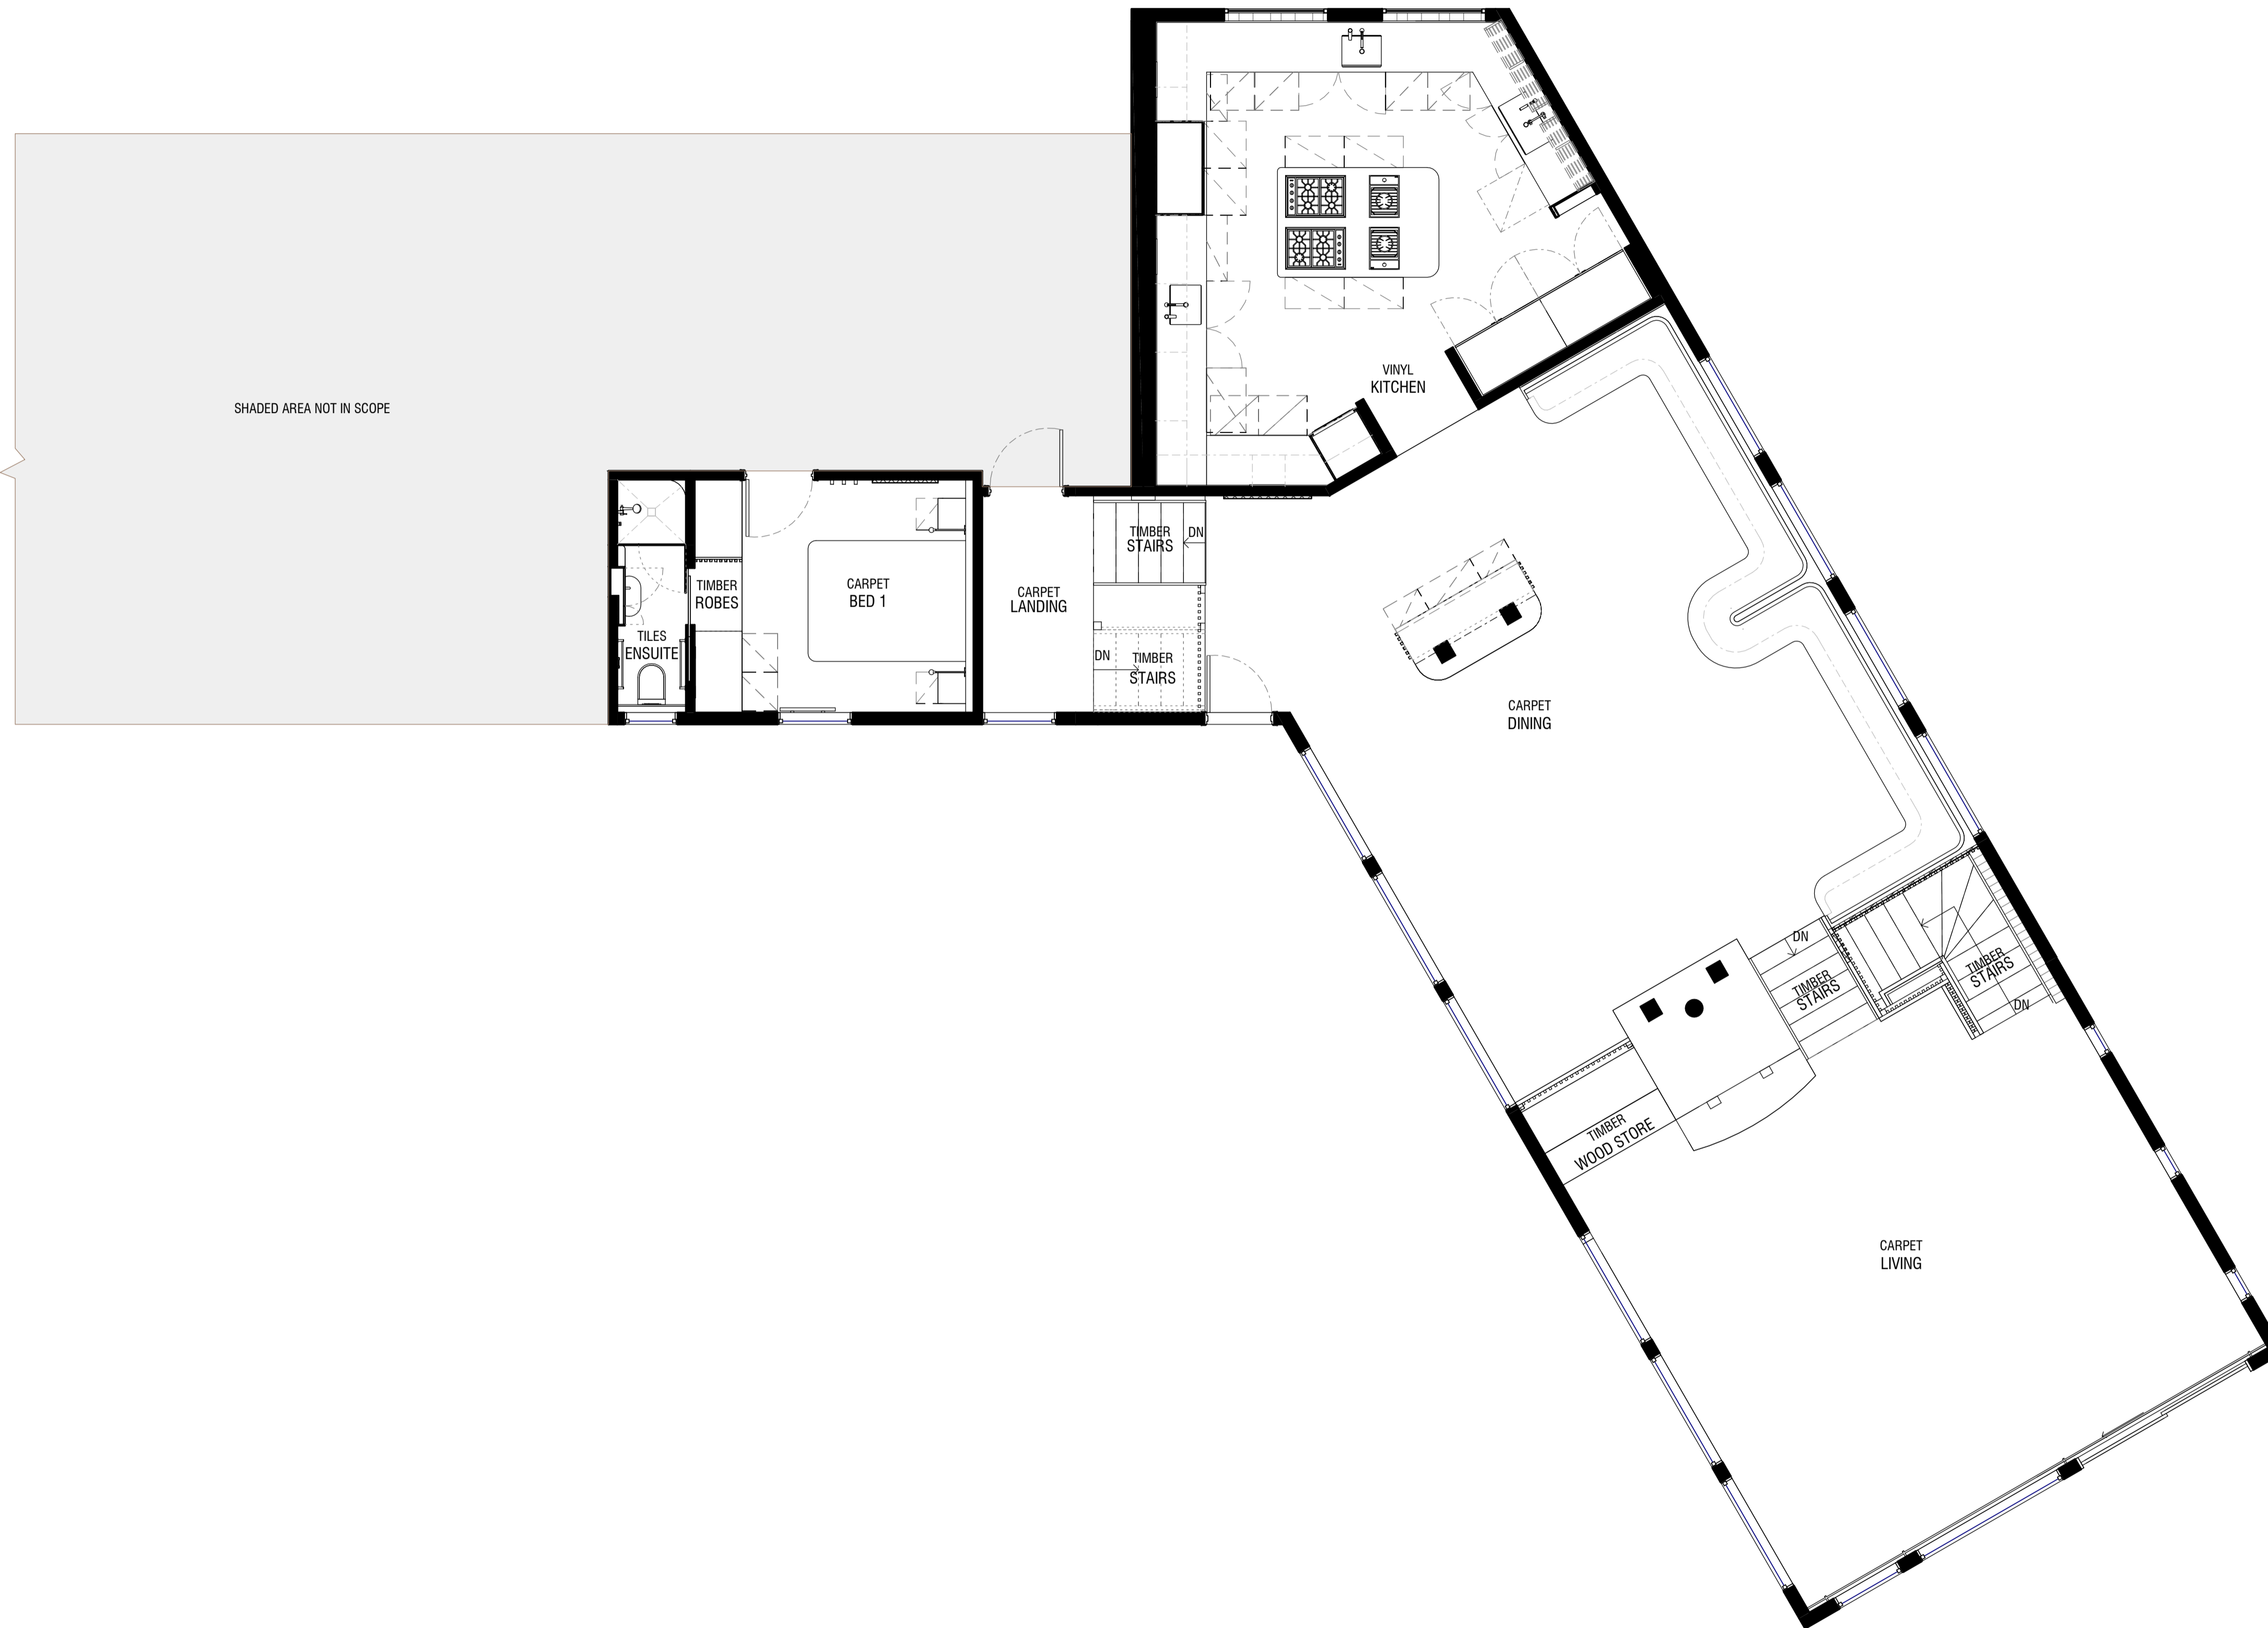 VINYL
KITCHEN
SHADED AREA NOT IN SCOPE
TIMBER
STAIRS
DN
TIMBER
ROBES
CARPET
BED 1
CARPET
LANDING
TILES
ENSUITE
DN
TIMBER
STAIRS
CARPET
DINING
DN
TIMBER
STAIRS
TIMBER
STAIRS
DN
TIMBER
WOOD STORE
CARPET
LIVING